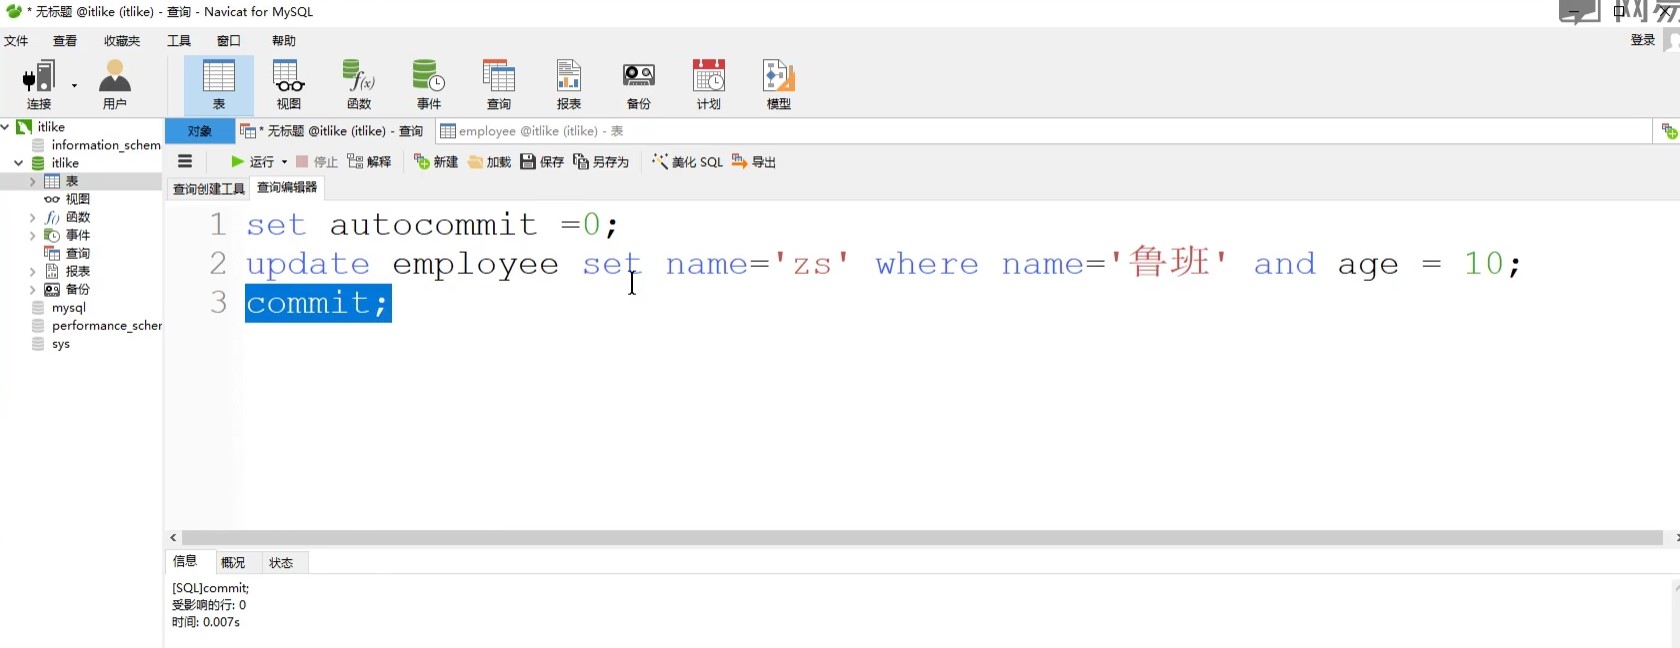 * 无标题 @itlike (itlike) - 查询 - Navicat for MySQL
文件 查看 收藏夹 工具 窗口 帮助
登录
连接 用户 表 视图 函数 事件 查询 报表 备份 计划 模型
itlike
information_schem
itlike
表
视图
函数
事件
查询
报表
备份
mysql
performance_scher
sys
对象 * 无标题 @itlike (itlike) - 查询 employee @itlike (itlike) - 表
运行 停止 解释 新建 加载 保存 另存为 美化 SQL 导出
查询创建工具 查询编辑器
1 set autocommit =0;
2 update employee set name='zs' where name='鲁班' and age = 10;
3 commit;
信息 概况 状态
[SQL]commit;
受影响的行: 0
时间: 0.007s